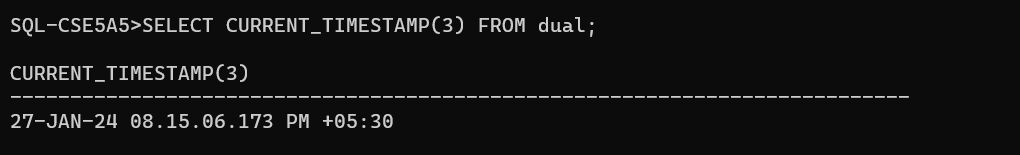 SQL-CSE5A5>SELECT CURRENT_TIMESTAMP(3) FROM dual;
CURRENT_TIMESTAMP(3)
---------------------------------------------------------------------------
27-JAN-24 08.15.06.173 PM +05:30